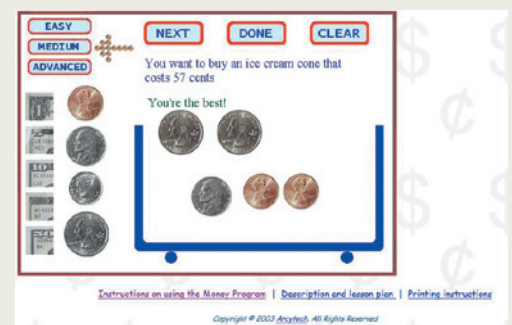 EASY
MEDIUM
ADVANCED
NEXT DONE CLEAR
You want to buy an ice cream cone that
costs 57 cents
You're the best!
Instructions on using the Money Program | Description and lesson plan | Printing instructions
Copyright © 2003 Arcytech. All Rights Reserved